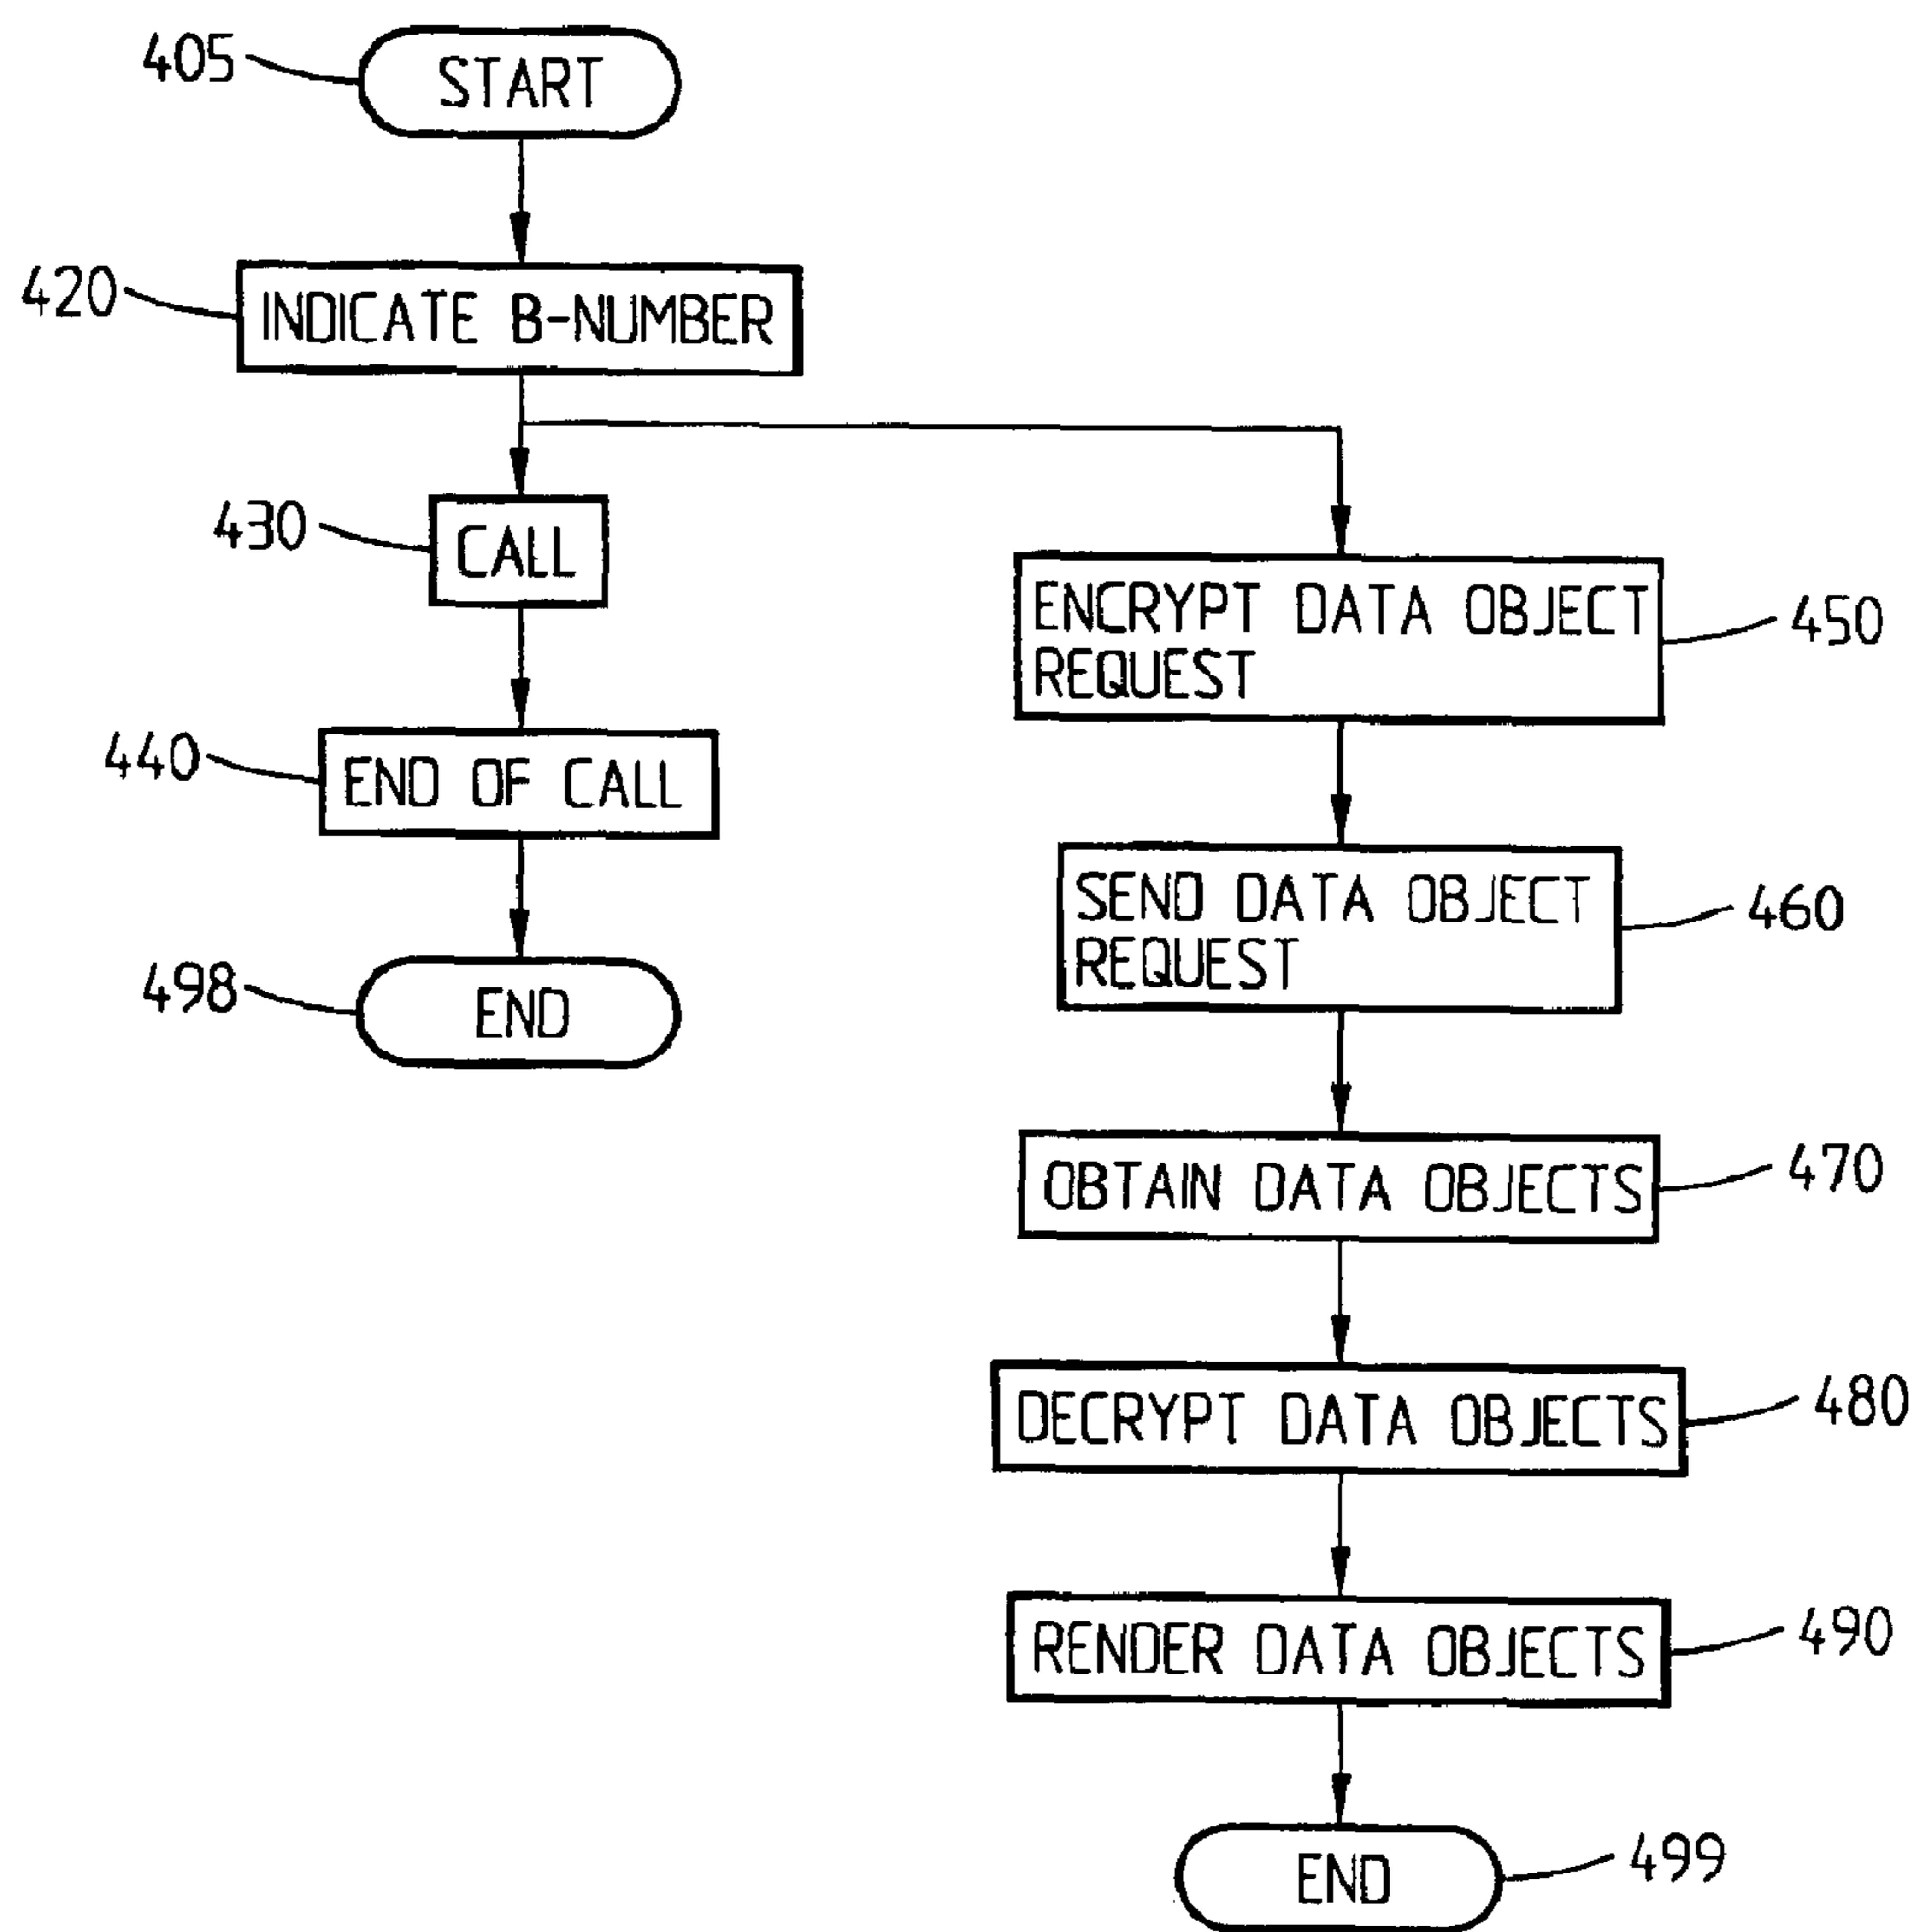 405
START
420
INDICATE B-NUMBER
430
CALL
440
END OF CALL
498
END
ENCRYPT DATA OBJECT
REQUEST
450
SEND DATA OBJECT
REQUEST
460
OBTAIN DATA OBJECTS
470
DECRYPT DATA OBJECTS
480
RENDER DATA OBJECTS
490
END
499